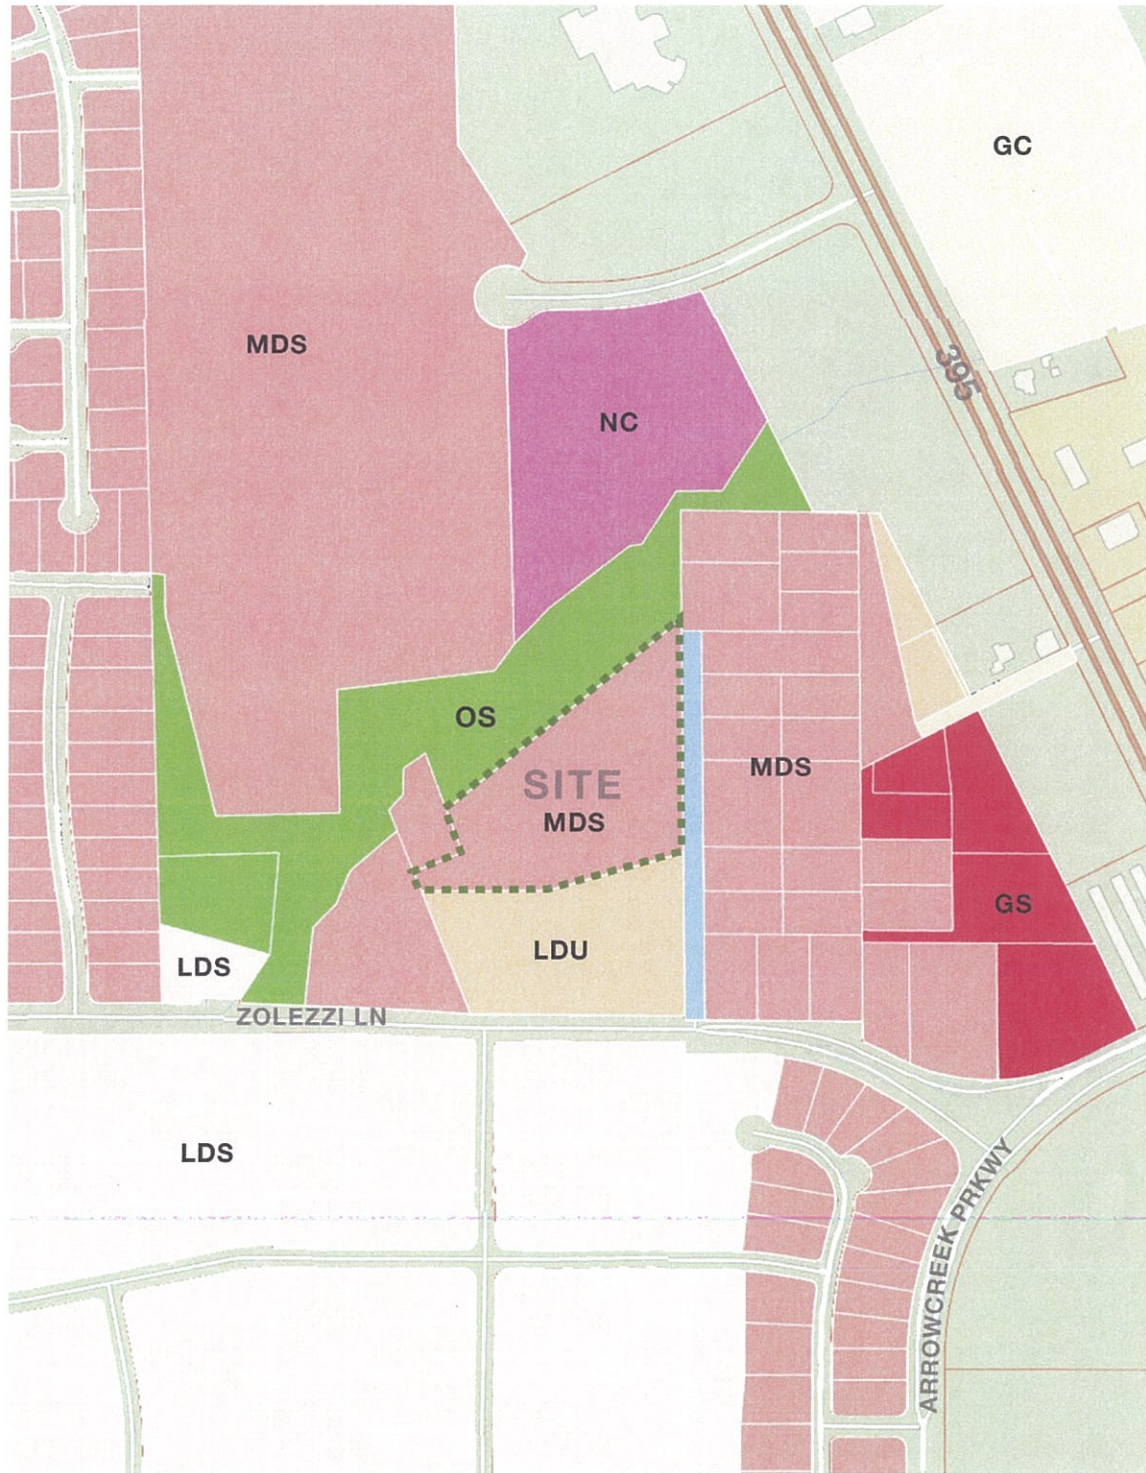 GC
MDS
395
NC
OS
SITE
MDS
MDS
GS
LDU
LDS
ZOLEZZI LN
LDS
ARROWCREEK PRKWY